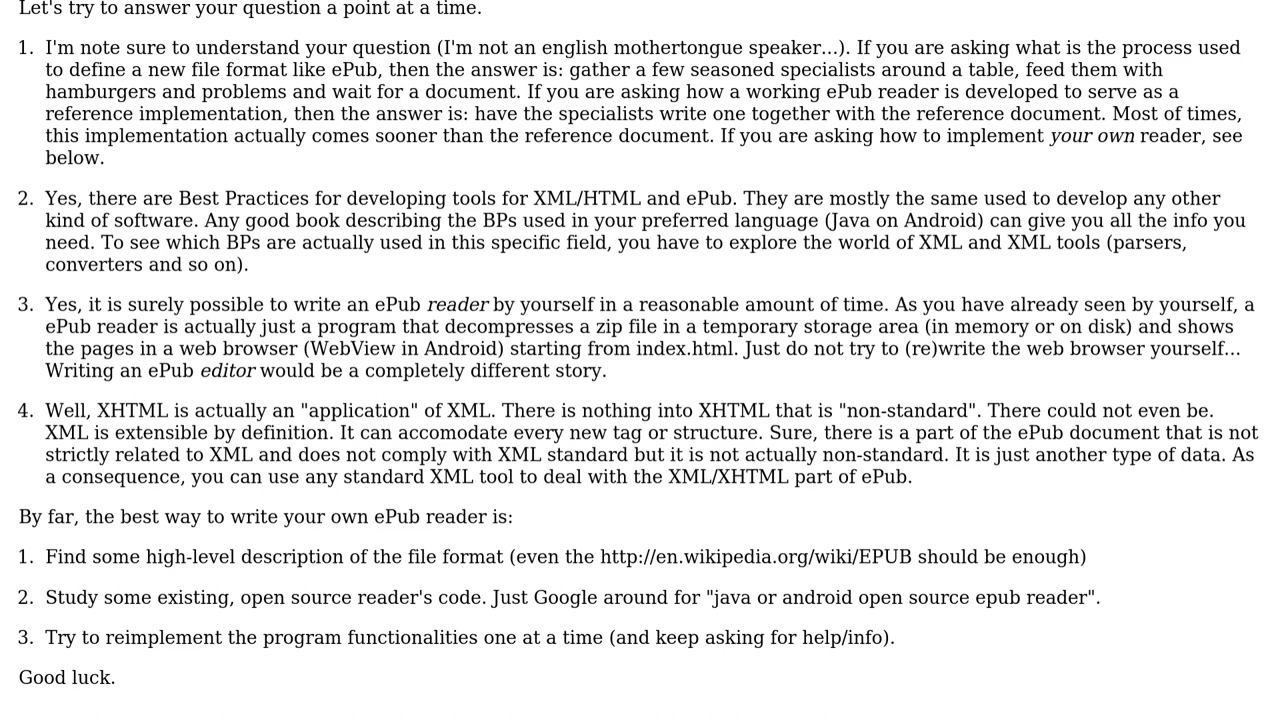 Let's try to answer your question a point at a time.
1. I'm note sure to understand your question (I'm not an english mothertongue speaker...). If you are asking what is the process used
to define a new file format like ePub, then the answer is: gather a few seasoned specialists around a table, feed them with
hamburgers and problems and wait for a document. If you are asking how a working ePub reader is developed to serve as a
reference implementation, then the answer is: have the specialists write one together with the reference document. Most of times,
this implementation actually comes sooner than the reference document. If you are asking how to implement your own reader, see
below.
2. Yes, there are Best Practices for developing tools for XML/HTML and ePub. They are mostly the same used to develop any other
kind of software. Any good book describing the BPs used in your preferred language (Java on Android) can give you all the info you
need. To see which BPs are actually used in this specific field, you have to explore the world of XML and XML tools (parsers,
converters and so on).
3. Yes, it is surely possible to write an ePub reader by yourself in a reasonable amount of time. As you have already seen by yourself, a
ePub reader is actually just a program that decompresses a zip file in a temporary storage area (in memory or on disk) and shows
the pages in a web browser (WebView in Android) starting from index.html. Just do not try to (re)write the web browser yourself...
Writing an ePub editor would be a completely different story.
4. Well, XHTML is actually an "application" of XML. There is nothing into XHTML that is "non-standard". There could not even be.
XML is extensible by definition. It can accomodate every new tag or structure. Sure, there is a part of the ePub document that is not
strictly related to XML and does not comply with XML standard but it is not actually non-standard. It is just another type of data. As
a consequence, you can use any standard XML tool to deal with the XML/XHTML part of ePub.
By far, the best way to write your own ePub reader is:
1. Find some high-level description of the file format (even the http://en.wikipedia.org/wiki/EPUB should be enough)
2. Study some existing, open source reader's code. Just Google around for "java or android open source epub reader".
3. Try to reimplement the program functionalities one at a time (and keep asking for help/info).
Good luck.